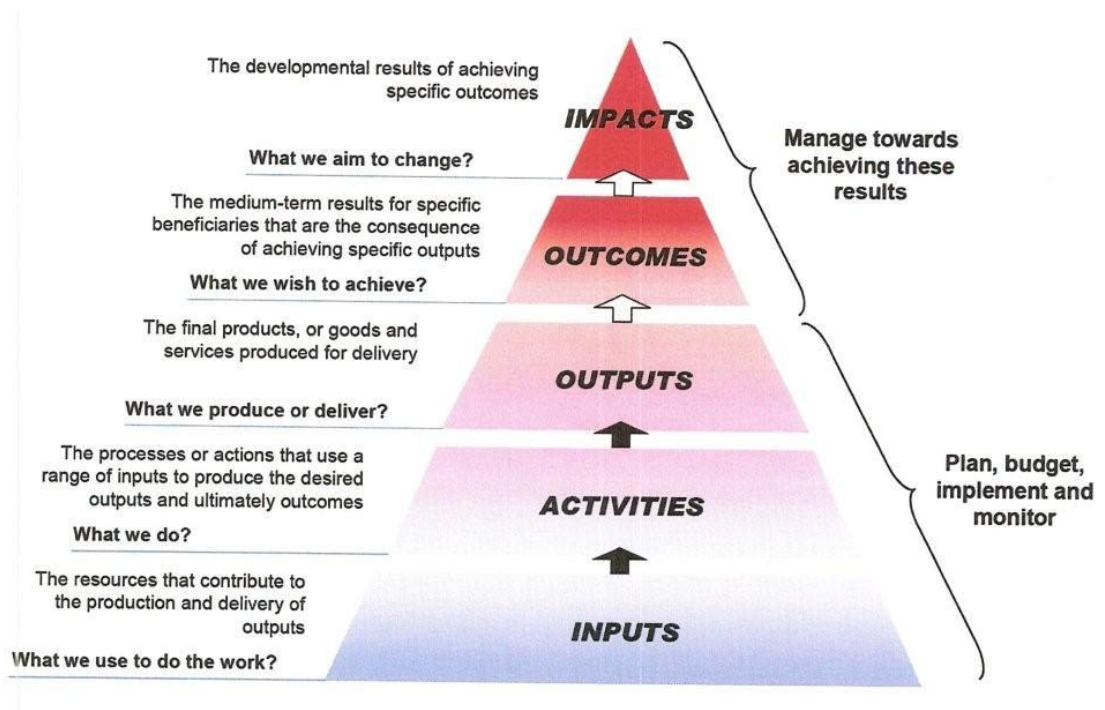 The developmental results of achieving
specific outcomes
IMPACTS
What we aim to change?
Manage towards
achieving these
results
The medium-term results for specific
beneficiaries that are the consequence
of achieving specific outputs
OUTCOMES
What we wish to achieve?
The final products, or goods and
services produced for delivery
OUTPUTS
What we produce or deliver?
The processes or actions that use a
range of inputs to produce the desired
outputs and ultimately outcomes
ACTIVITIES
What we do?
Plan, budget,
implement and
monitor
The resources that contribute to
the production and delivery of
outputs
INPUTS
What we use to do the work?